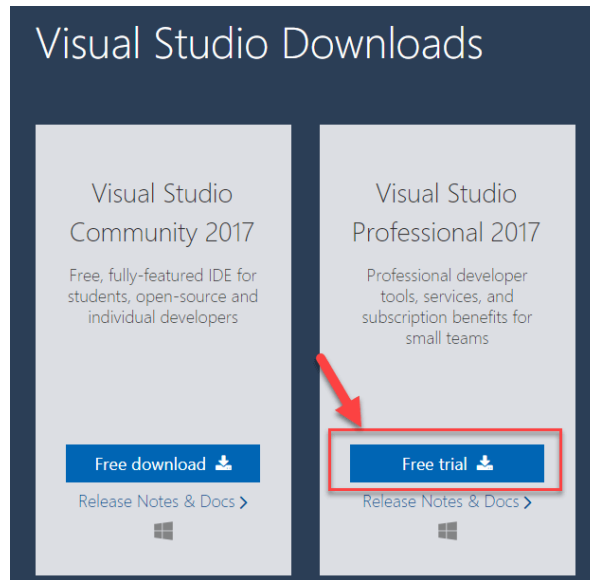 Visual Studio Downloads
Visual Studio
Community 2017
Free, fully-featured IDE for
students, open-source and
individual developers
Free download
Release Notes & Docs
Visual Studio
Professional 2017
Professional developer
tools, services, and
subscription benefits for
small teams
Free trial
Release Notes & Docs